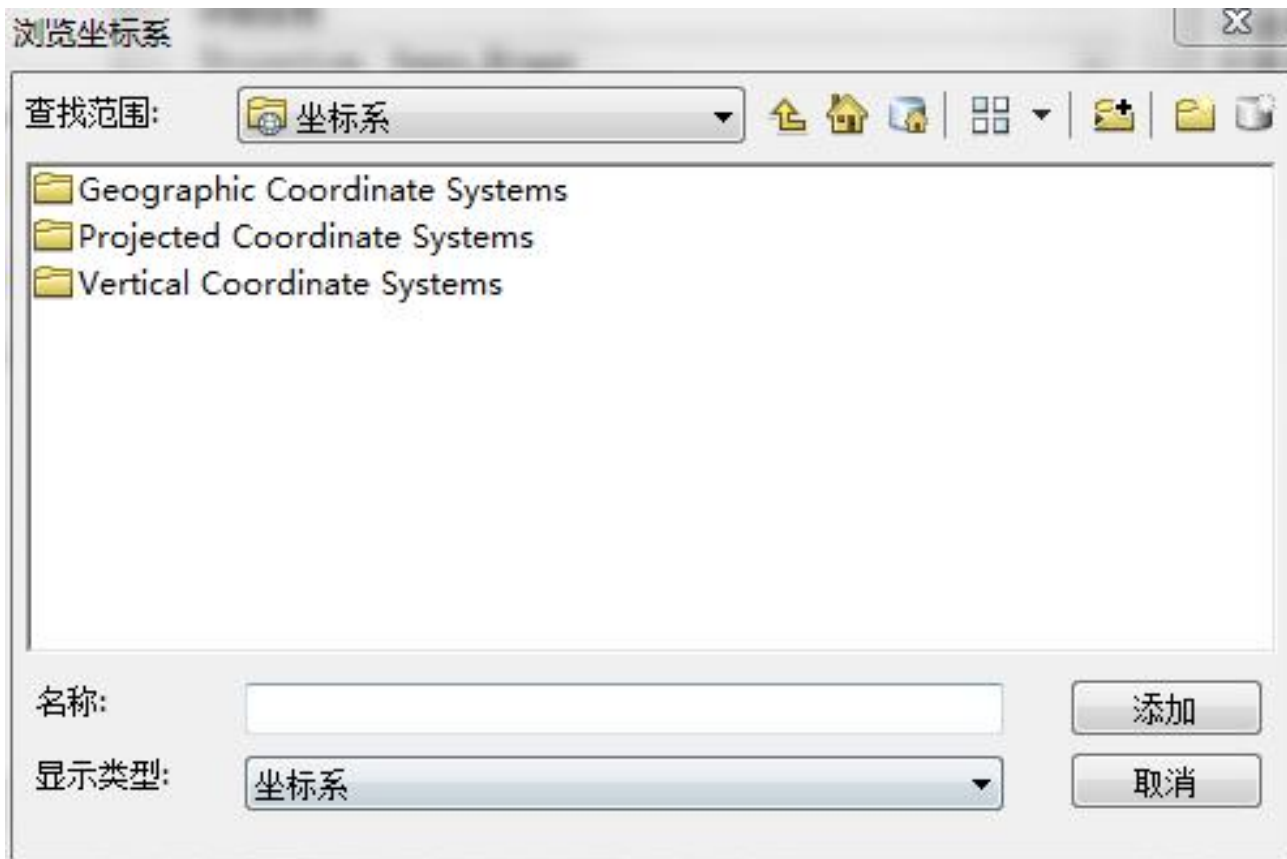 浏览坐标系
查找范围:
坐标系
Geographic Coordinate Systems
Projected Coordinate Systems
Vertical Coordinate Systems
名称:
添加
显示类型:
坐标系
取消